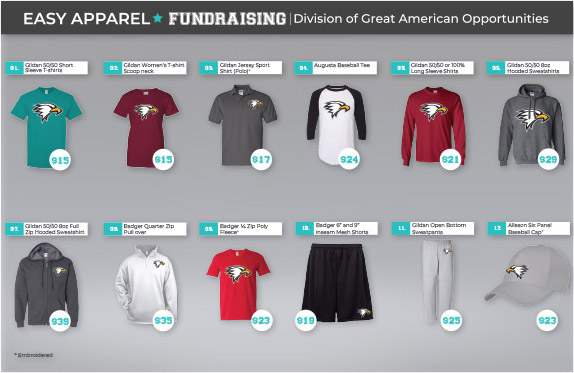 EASY APPAREL ★ FUNDRAISING | Division of Great American Opportunities
01. Gildan 50/50 Short
Sleeve T-shirts
$15
02. Gildan Women's T-shirt
Scoop neck
$15
03. Gildan Jersey Sport
Shirt (Polo)*
$17
04. Augusta Baseball Tee
$24
05. Gildan 50/50 or 100%
Long Sleeve Shirts
$21
06. Gildan 50/50 8oz
Hooded Sweatshirts
$29
07. Gildan 50/50 8oz Full
Zip Hooded Sweatshirt
$39
08. Badger Quarter Zip
Pull over
$35
09. Badger ¼ Zip Poly
Fleece*
$23
10. Badger 6" and 9"
Inseam Mesh Shorts
$19
11. Gildan Open Bottom
Sweatpants
$25
12. Alleson Six Panel
Baseball Cap*
$23
* Embroidered